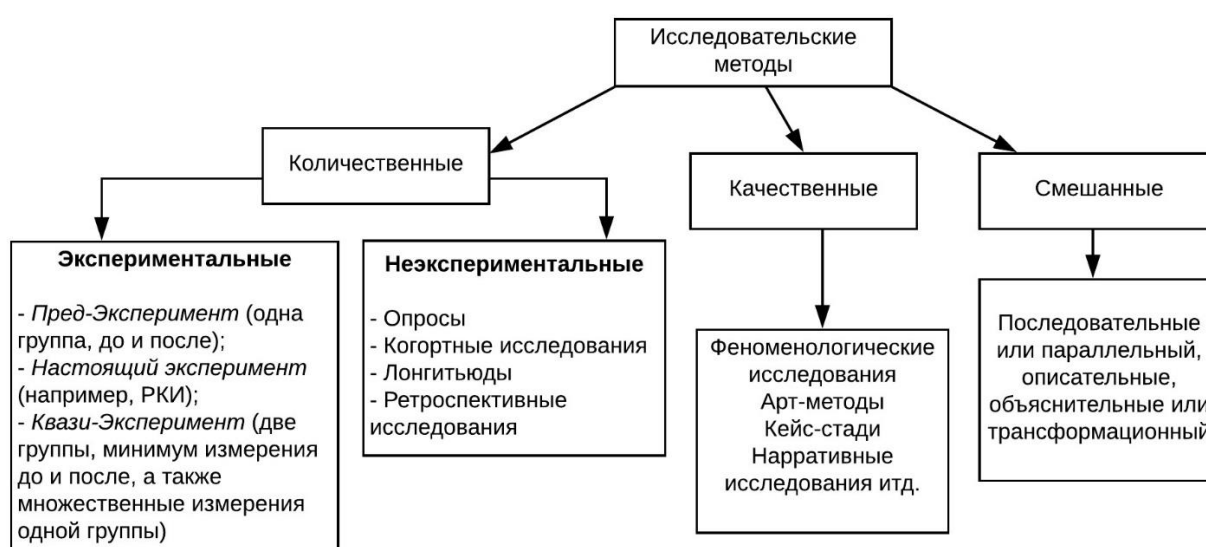 Исследовательские
методы
Количественные
Качественные
Смешанные
Экспериментальные
- Пред-Эксперимент (одна
группа, до и после);
- Настоящий эксперимент
(например, РКИ);
- Квази-Эксперимент (две
группы, минимум измерения
до и после, а также
множественные измерения
одной группы)
Неэкспериментальные
- Опросы
- Когортные исследования
- Лонгитьюды
- Ретроспективные
исследования
Феноменологические
исследования
Арт-методы
Кейс-стади
Нарративные
исследования итд.
Последовательные
или параллельный,
описательные,
объяснительные или
трансформационный